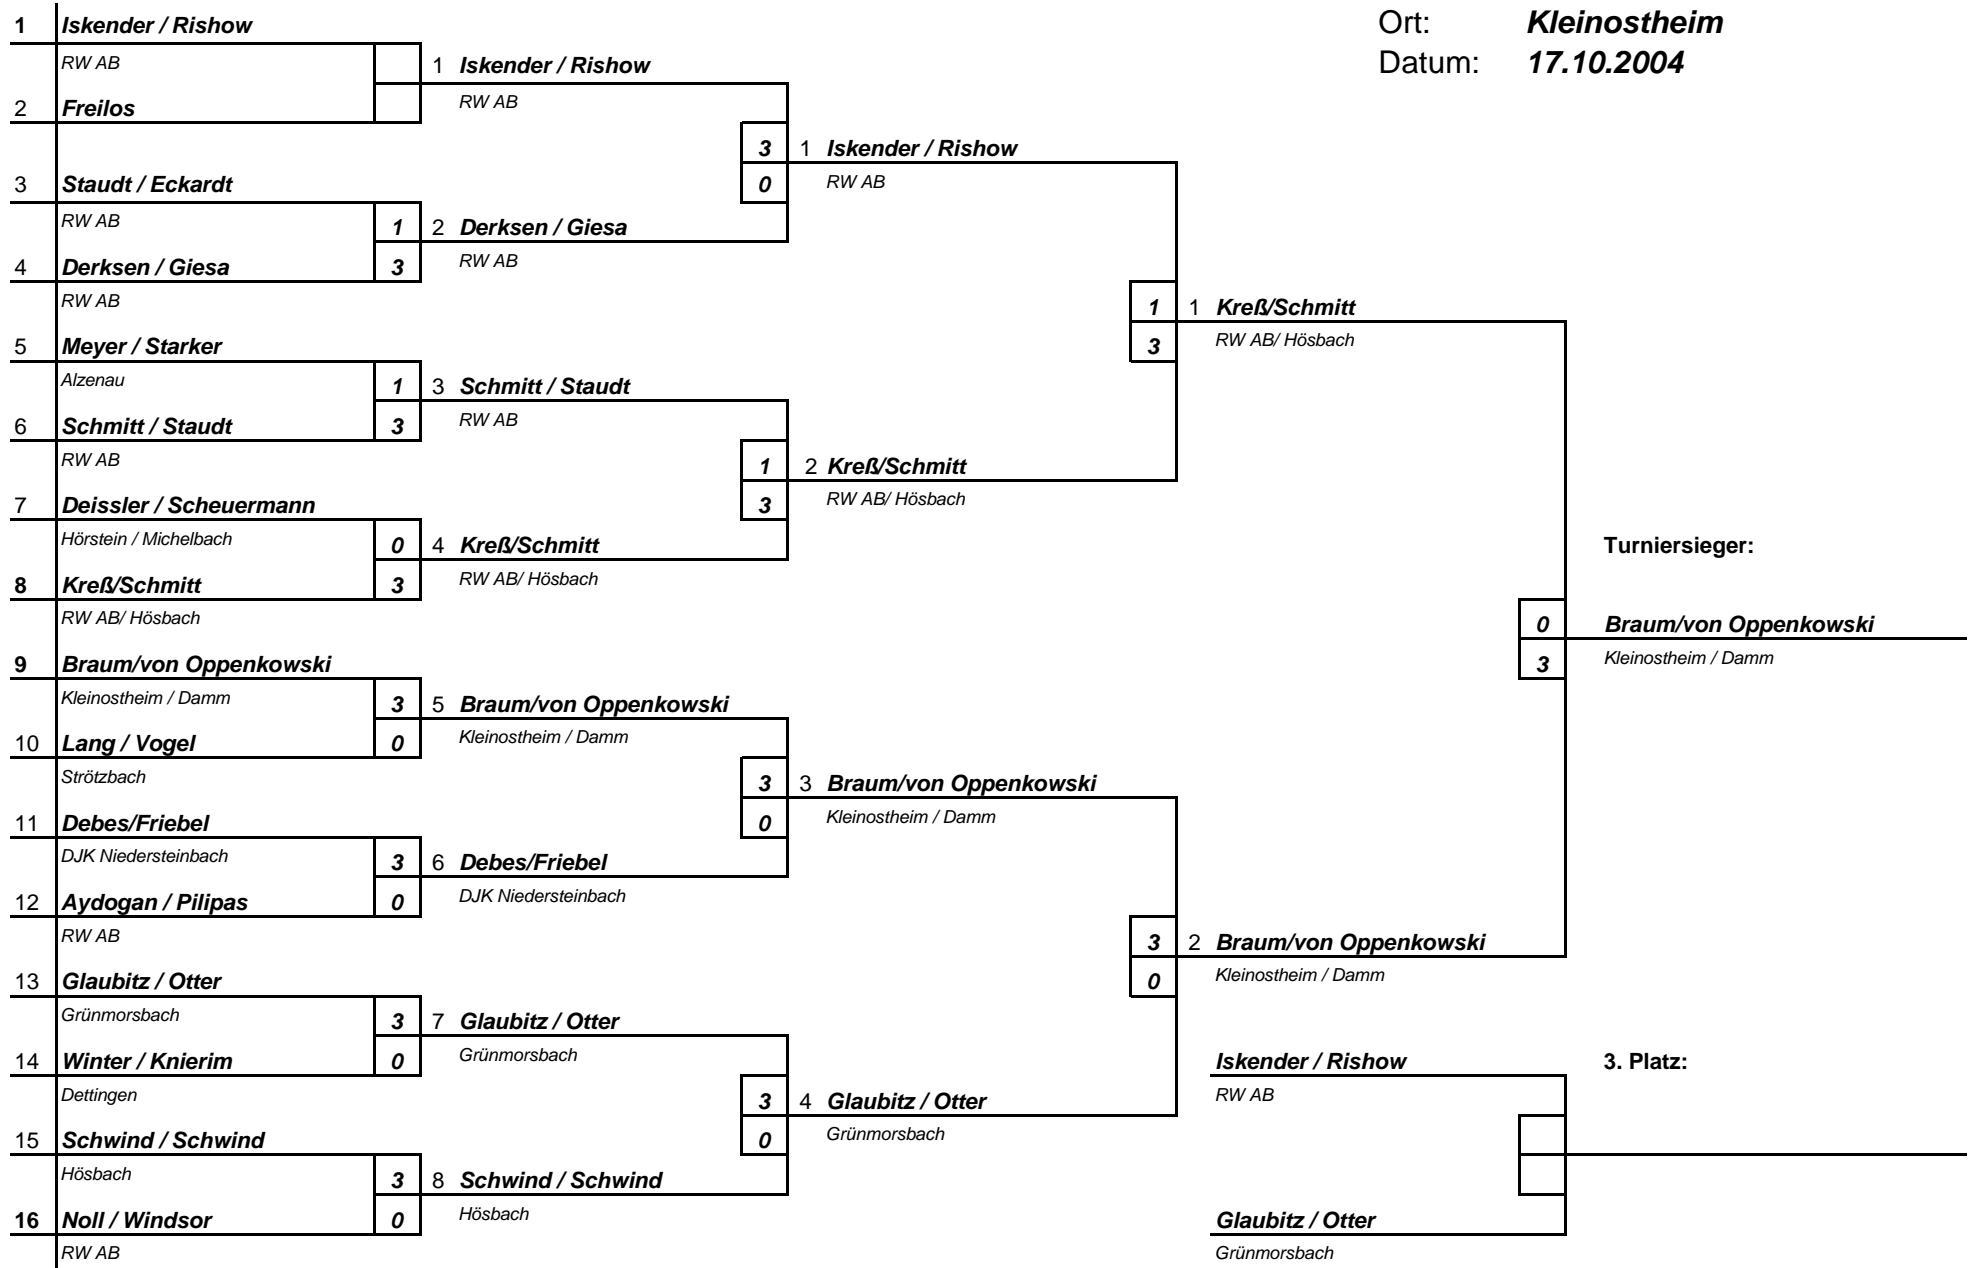 Ort: Kleinostheim
Datum: 17.10.2004
1 Iskender / Rishow
RW AB
2 Freilos
3 Staudt / Eckardt
RW AB
1
4 Derksen / Giesa
3
RW AB
5 Meyer / Starker
Alzenau
1
6 Schmitt / Staudt
3
RW AB
7 Deissler / Scheuermann
Hörstein / Michelbach
0
8 Kreß/Schmitt
3
RW AB/ Hösbach
9 Braum/von Oppenkowski
Kleinostheim / Damm
3
10 Lang / Vogel
0
Strötzbach
11 Debes/Friebel
DJK Niedersteinbach
3
12 Aydogan / Pilipas
0
RW AB
13 Glaubitz / Otter
Grünmorsbach
3
14 Winter / Knierim
0
Dettingen
15 Schwind / Schwind
Hösbach
3
16 Noll / Windsor
0
RW AB
1 Iskender / Rishow
RW AB
3
0
2 Derksen / Giesa
RW AB
3 Schmitt / Staudt
RW AB
1
3
4 Kreß/Schmitt
RW AB/ Hösbach
5 Braum/von Oppenkowski
Kleinostheim / Damm
3
0
6 Debes/Friebel
DJK Niedersteinbach
7 Glaubitz / Otter
Grünmorsbach
3
0
8 Schwind / Schwind
Hösbach
1 Iskender / Rishow
RW AB
1
3
2 Kreß/Schmitt
RW AB/ Hösbach
3 Braum/von Oppenkowski
Kleinostheim / Damm
3
0
4 Glaubitz / Otter
Grünmorsbach
1 Kreß/Schmitt
RW AB/ Hösbach
0
3
2 Braum/von Oppenkowski
Kleinostheim / Damm
Turniersieger:
Braum/von Oppenkowski
Kleinostheim / Damm
Iskender / Rishow
RW AB
3. Platz:
Glaubitz / Otter
Grünmorsbach